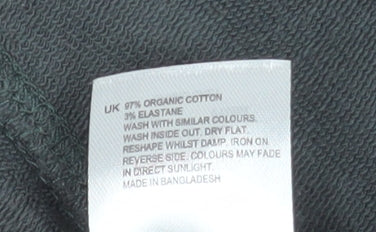 UK 97% ORGANIC COTTON
3% ELASTANE
WASH WITH SIMILAR COLOURS.
WASH INSIDE OUT. DRY FLAT.
RESHAPE WHILST DAMP. IRON ON
REVERSE SIDE. COLOURS MAY FADE
IN DIRECT SUNLIGHT.
MADE IN BANGLADESH